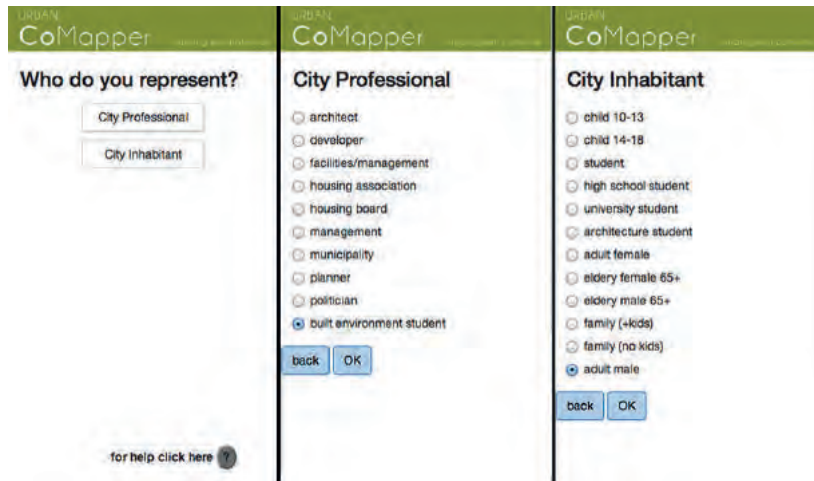 URBAN
CoMapper
Who do you represent?
City Professional
City Inhabitant
for help click here ?
URBAN
CoMapper
City Professional
architect
developer
facilities/management
housing association
housing board
management
municipality
planner
politician
built environment student
back OK
URBAN
CoMapper
City Inhabitant
child 10-13
child 14-18
student
high school student
university student
architecture student
adult female
eldery female 65+
eldery male 65+
family (+kids)
family (no kids)
adult male
back OK